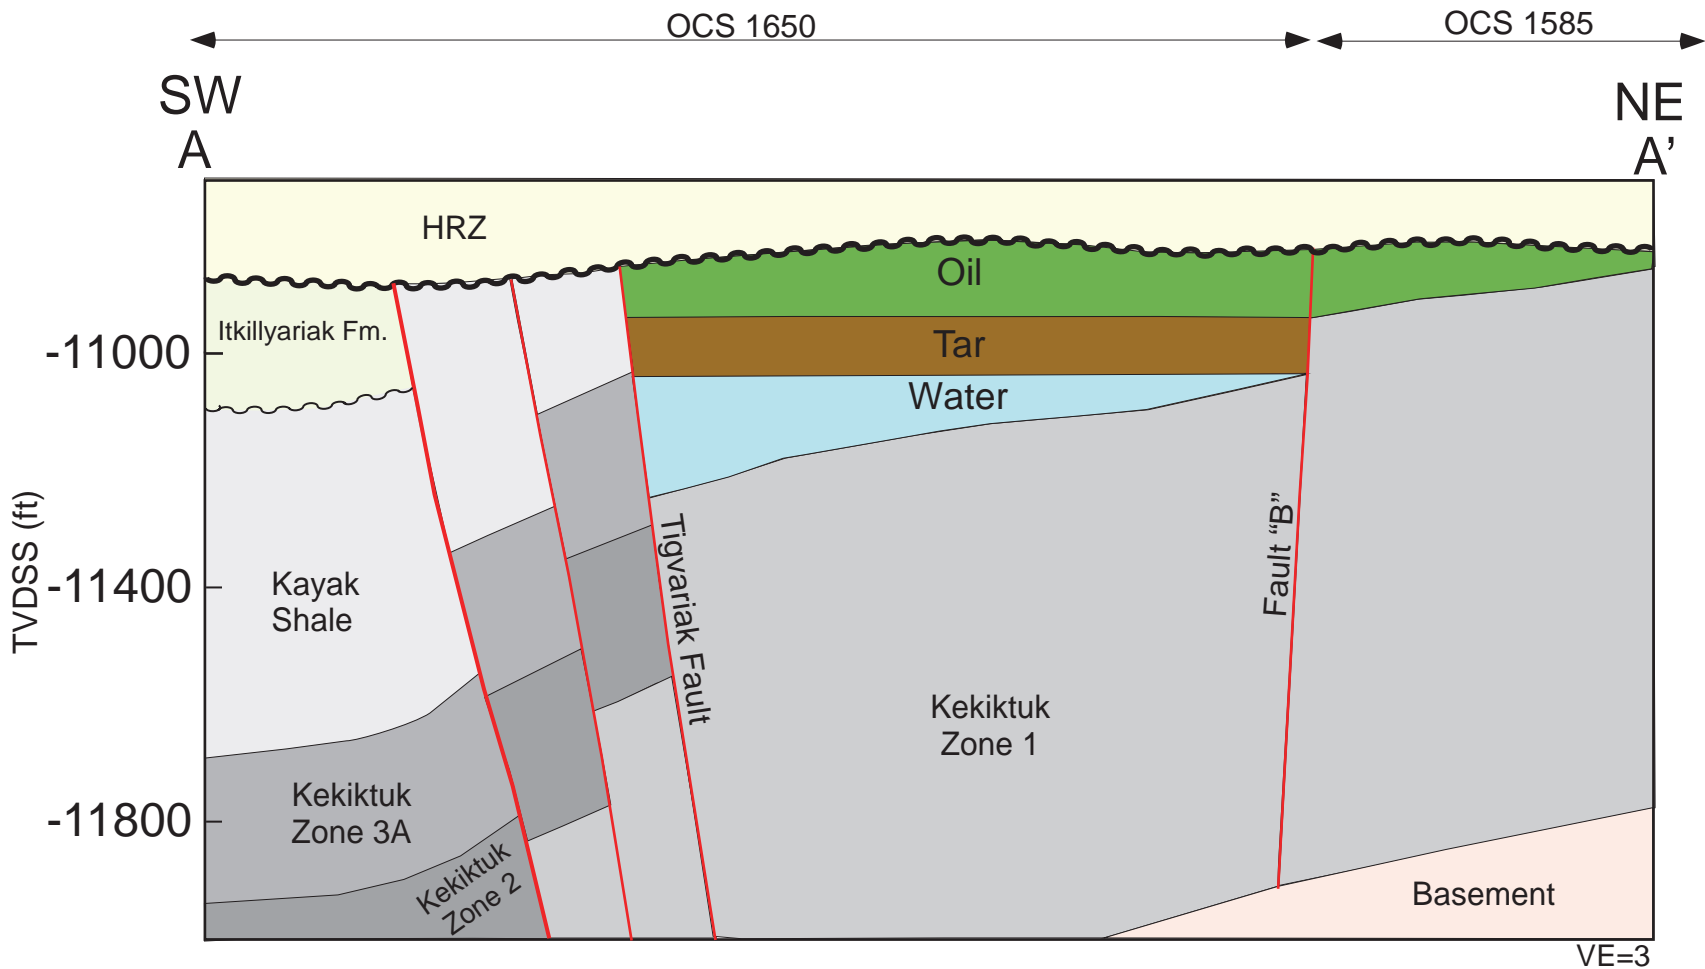 OCS 1650
OCS 1585
SW
A
NE
A’
HRZ
Oil
Itkillyariak Fm.
Tar
Water
TVDSS (ft)
-11000
-11400
-11800
Kayak
Shale
Tigvariak Fault
Fault “B”
Kekiktuk
Zone 1
Kekiktuk
Zone 3A
Kekiktuk
Zone 2
Basement
VE=3